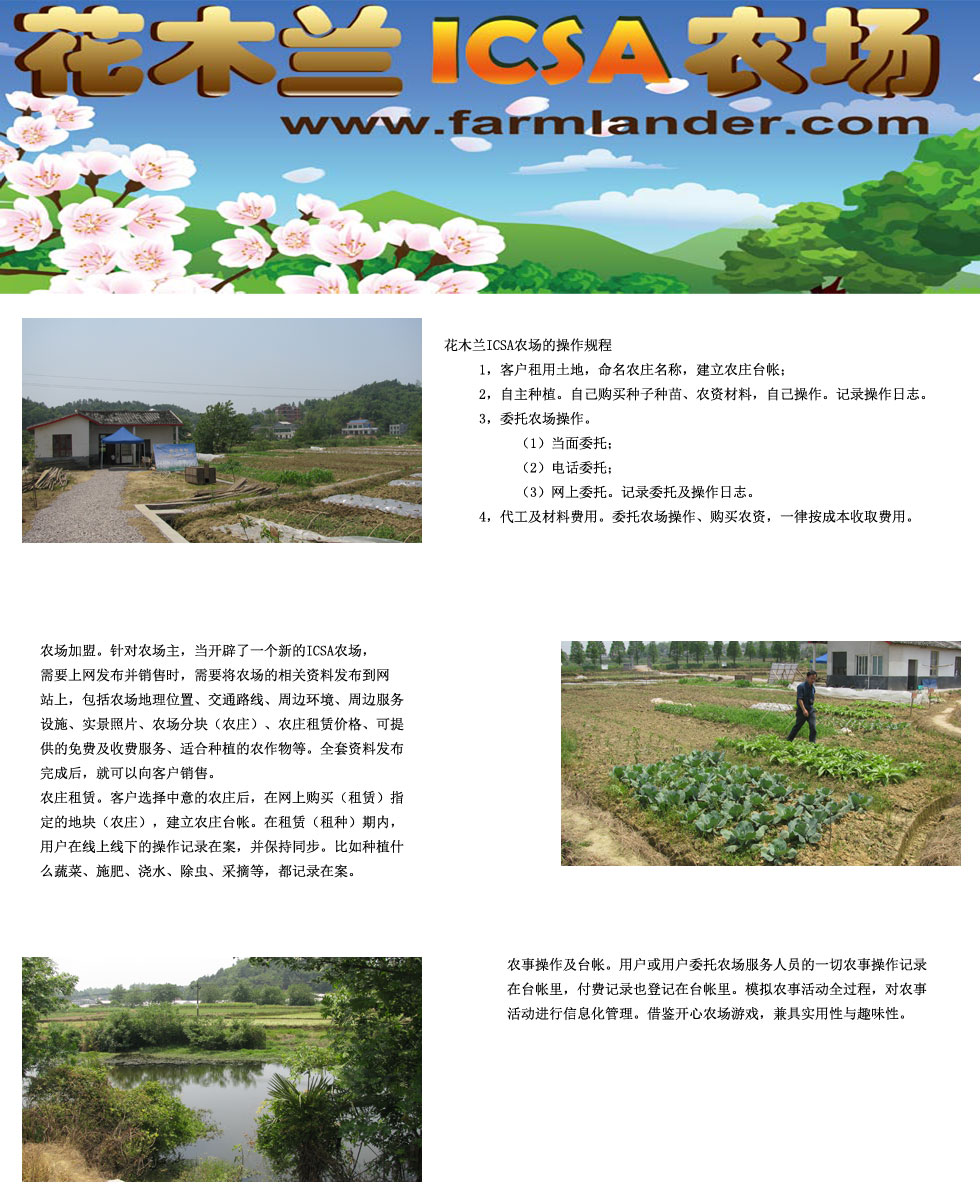 花木兰ICSA农场
www.farmlander.com
花木兰ICSA农场的操作规程
1，客户租用土地，命名农庄名称，建立农庄台帐；
2，自主种植。自己购买种子种苗、农资材料，自己操作。记录操作日志。
3，委托农场操作。
（1）当面委托；
（2）电话委托；
（3）网上委托。记录委托及操作日志。
4，代工及材料费用。委托农场操作、购买农资，一律按成本收取费用。
农场加盟。针对农场主，当开辟了一个新的ICSA农场，
需要上网发布并销售时，需要将农场的相关资料发布到网
站上，包括农场地理位置、交通路线、周边环境、周边服务
设施、实景照片、农场分块（农庄）、农庄租赁价格、可提
供的免费及收费服务、适合种植的农作物等。全套资料发布
完成后，就可以向客户销售。
农庄租赁。客户选择中意的农庄后，在网上购买（租赁）指
定的地块（农庄），建立农庄台帐。在租赁（租种）期内，
用户在线上线下的操作记录在案，并保持同步。比如种植什
么蔬菜、施肥、浇水、除虫、采摘等，都记录在案。
农事操作及台帐。用户或用户委托农场服务人员的一切农事操作记录
在台帐里，付费记录也登记在台帐里。模拟农事活动全过程，对农事
活动进行信息化管理。借鉴开心农场游戏，兼具实用性与趣味性。